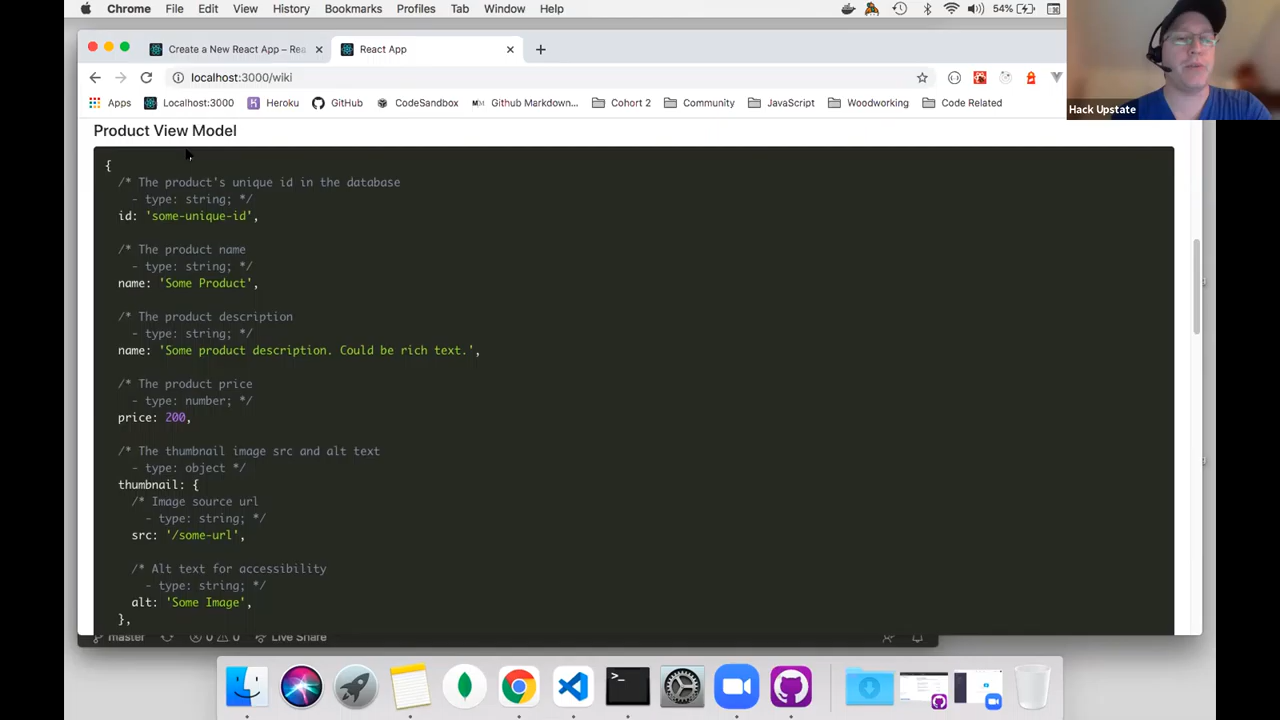 Chrome File Edit View History Bookmarks Profiles Tab Window Help 54%
Create a New React App – Rea
React App
localhost:3000/wiki
Apps Localhost:3000 Heroku GitHub CodeSandbox Github Markdown... Cohort 2 Community JavaScript Woodworking Code Related
Hack Upstate
Product View Model
{
/* The product's unique id in the database
- type: string; */
id: 'some-unique-id',
/* The product name
- type: string; */
name: 'Some Product',
/* The product description
- type: string; */
name: 'Some product description. Could be rich text.',
/* The product price
- type: number; */
price: 200,
/* The thumbnail image src and alt text
- type: object */
thumbnail: {
/* Image source url
- type: string; */
src: '/some-url',
/* Alt text for accessibility
- type: string; */
alt: 'Some Image',
},
master 0 0 Live Share